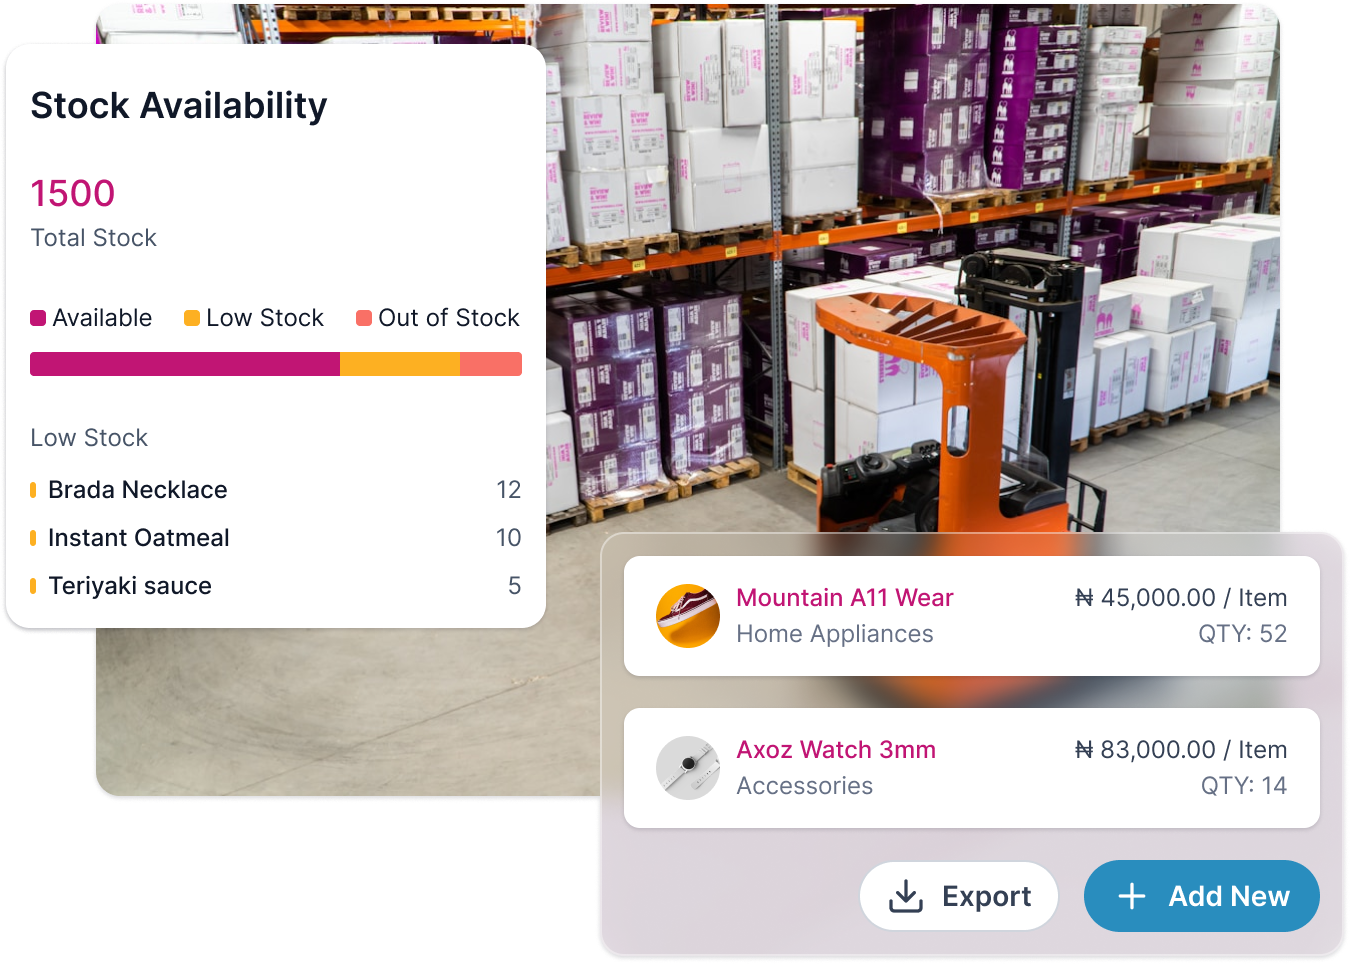 Stock Availability
1500
Total Stock
Available
Low Stock
Out of Stock
Low Stock
Brada Necklace 12
Instant Oatmeal 10
Teriyaki sauce 5
Mountain A11 Wear
₦ 45,000.00 / Item
Home Appliances
QTY: 52
Axoz Watch 3mm
₦ 83,000.00 / Item
Accessories
QTY: 14
Export
Add New